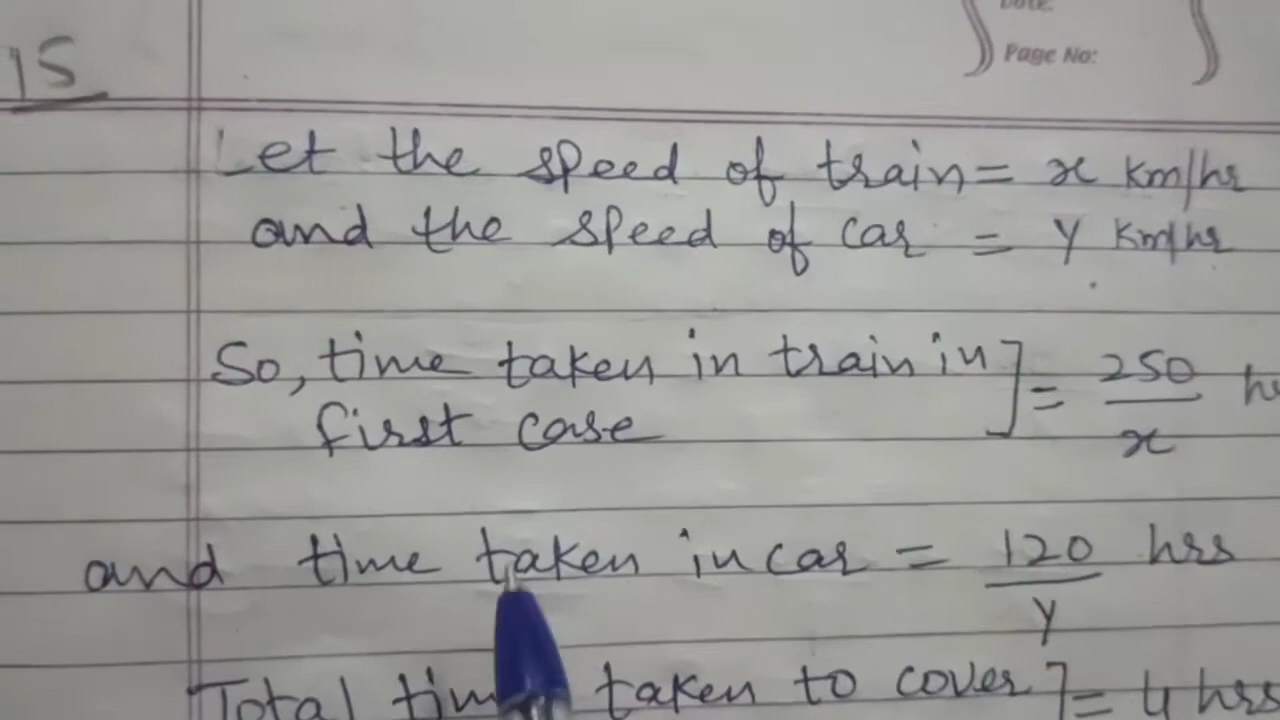 Date:
Page No:
15
Let the speed of train = x km/hr
and the speed of car = y km/hr
So, time taken in train in
first case ] = 250/x
and time taken in car = 120/y hrs
Total time taken to cover ] = 4 hrs